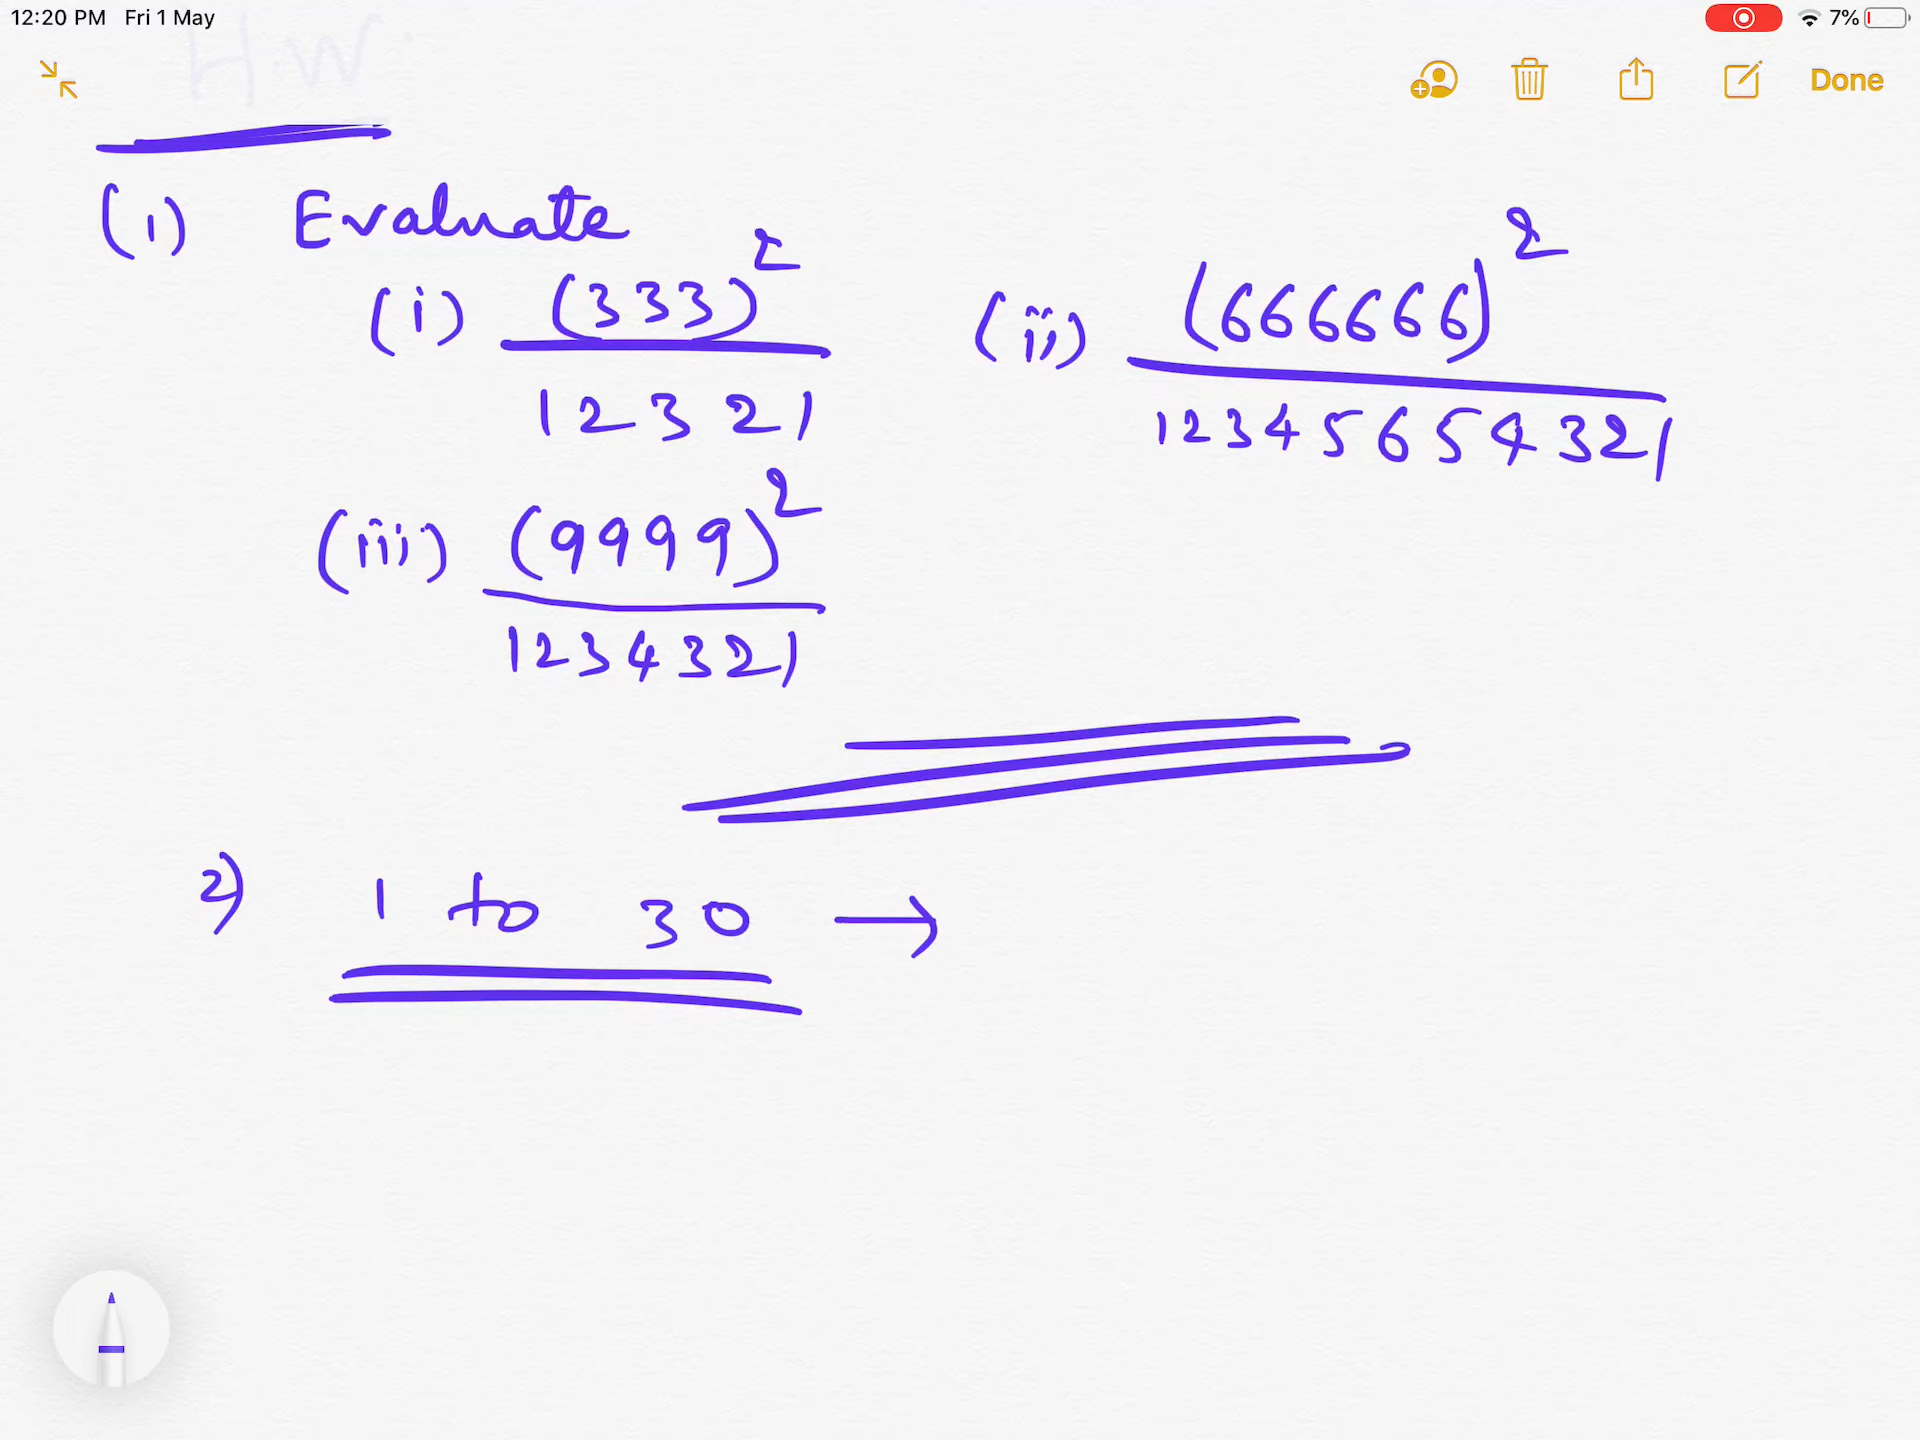 12:20 PM Fri 1 May 7%
H.W.
Done
(1) Evaluate
(i) (333)² / 12321 (ii) (666666)² / 12345654321
(iii) (9999)² / 1234321
2) 1 to 30 →